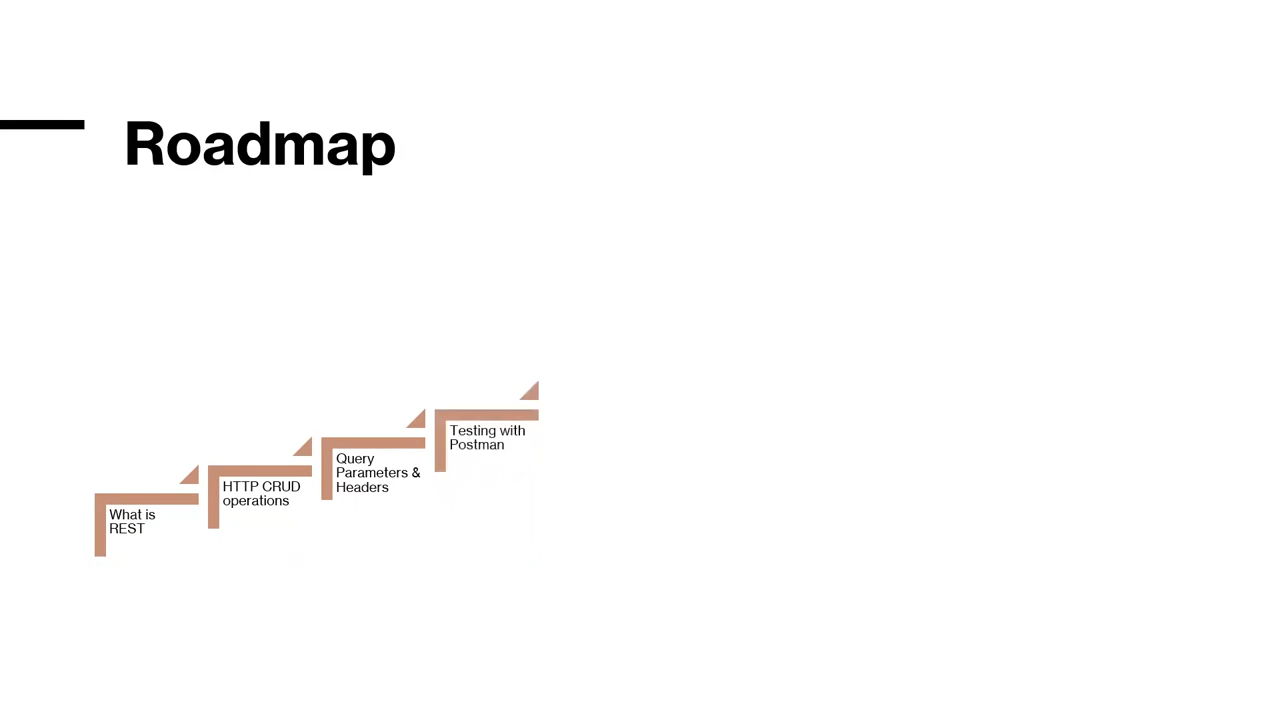 Roadmap
What is
REST
HTTP CRUD
operations
Query
Parameters &
Headers
Testing with
Postman